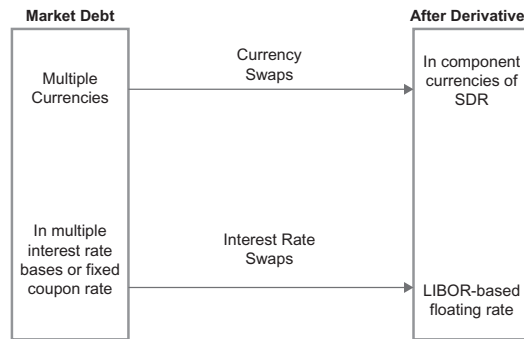 Market Debt
After Derivative
Multiple
Currencies
Currency
Swaps
In component
currencies of
SDR
In multiple
interest rate
bases or fixed
coupon rate
Interest Rate
Swaps
LIBOR-based
floating rate